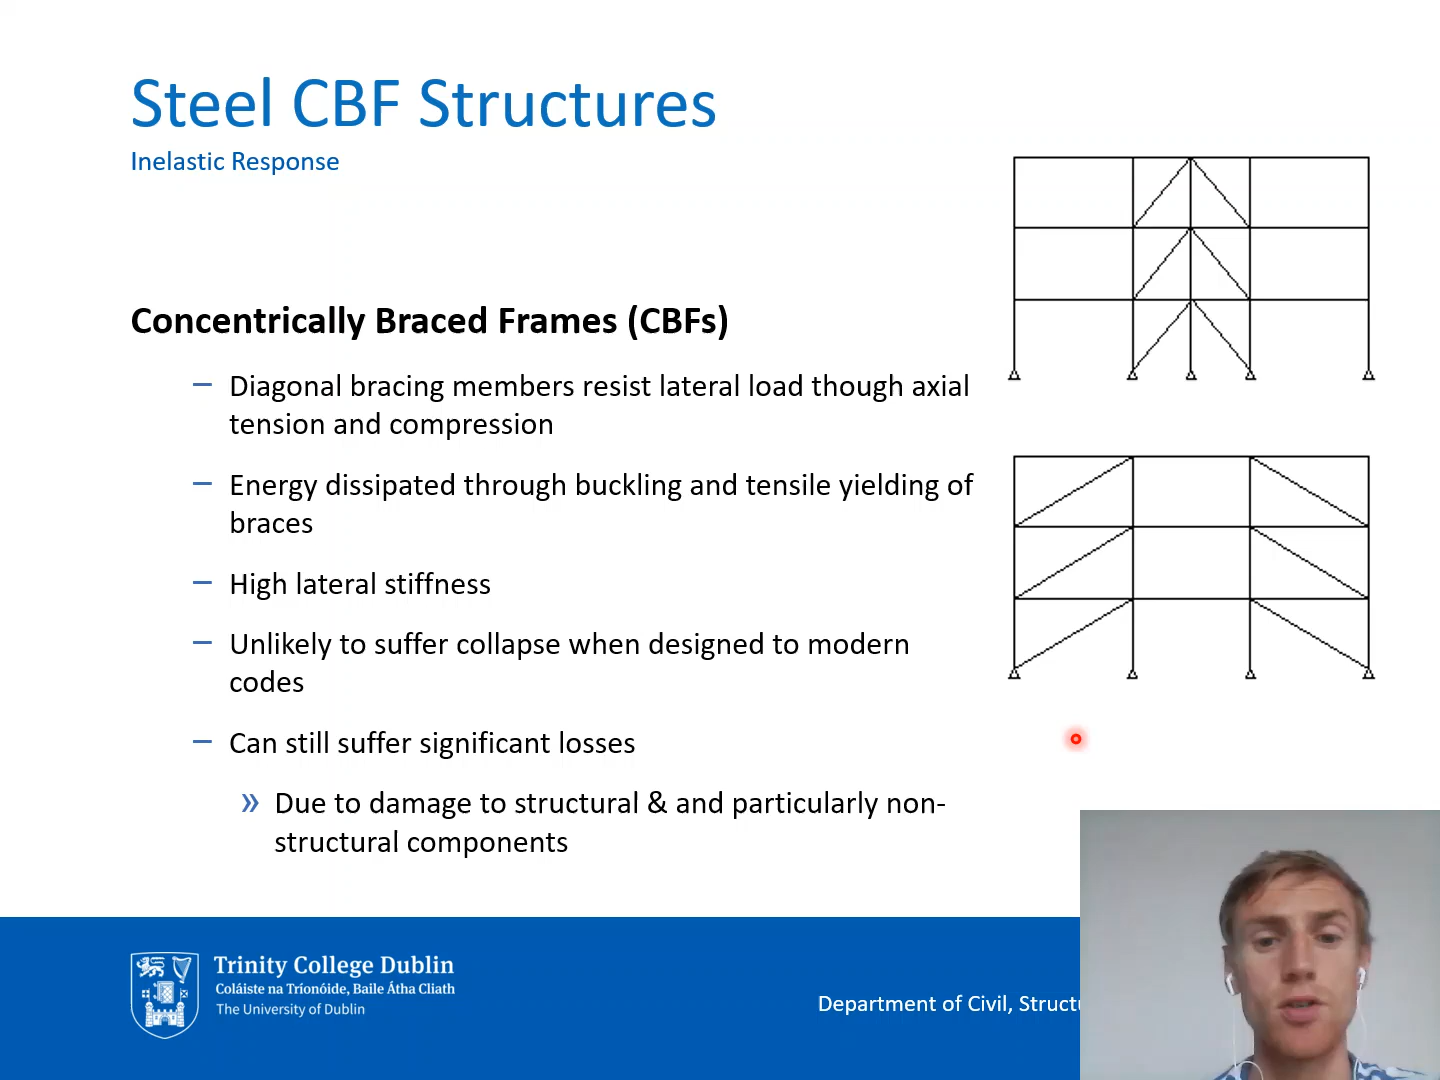 Steel CBF Structures
Inelastic Response
Concentrically Braced Frames (CBFs)
– Diagonal bracing members resist lateral load though axial
tension and compression
– Energy dissipated through buckling and tensile yielding of
braces
– High lateral stiffness
– Unlikely to suffer collapse when designed to modern
codes
– Can still suffer significant losses
» Due to damage to structural & and particularly non-
structural components
Trinity College Dublin
Coláiste na Tríonóide, Baile Átha Cliath
The University of Dublin
Department of Civil,